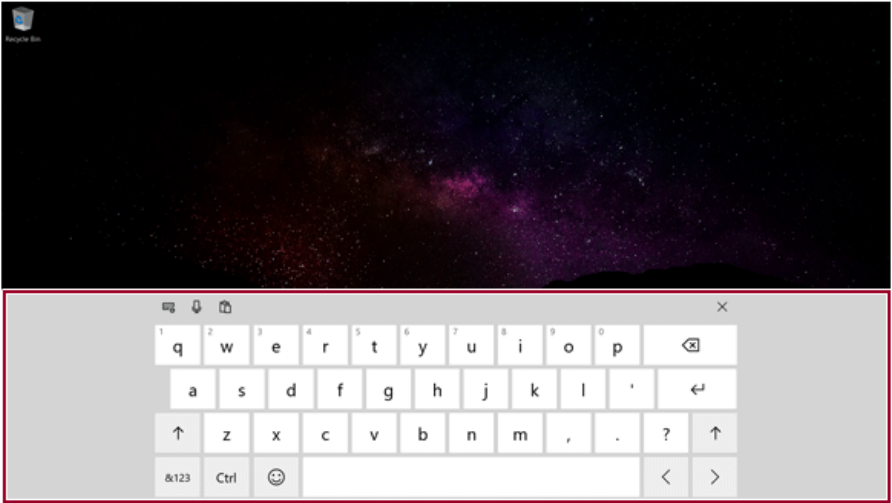 Recycle Bin
1 2 3 4 5 6 7 8 9 0
q w e r t y u i o p
a s d f g h j k l '
z x c v b n m , . ?
&123 Ctrl